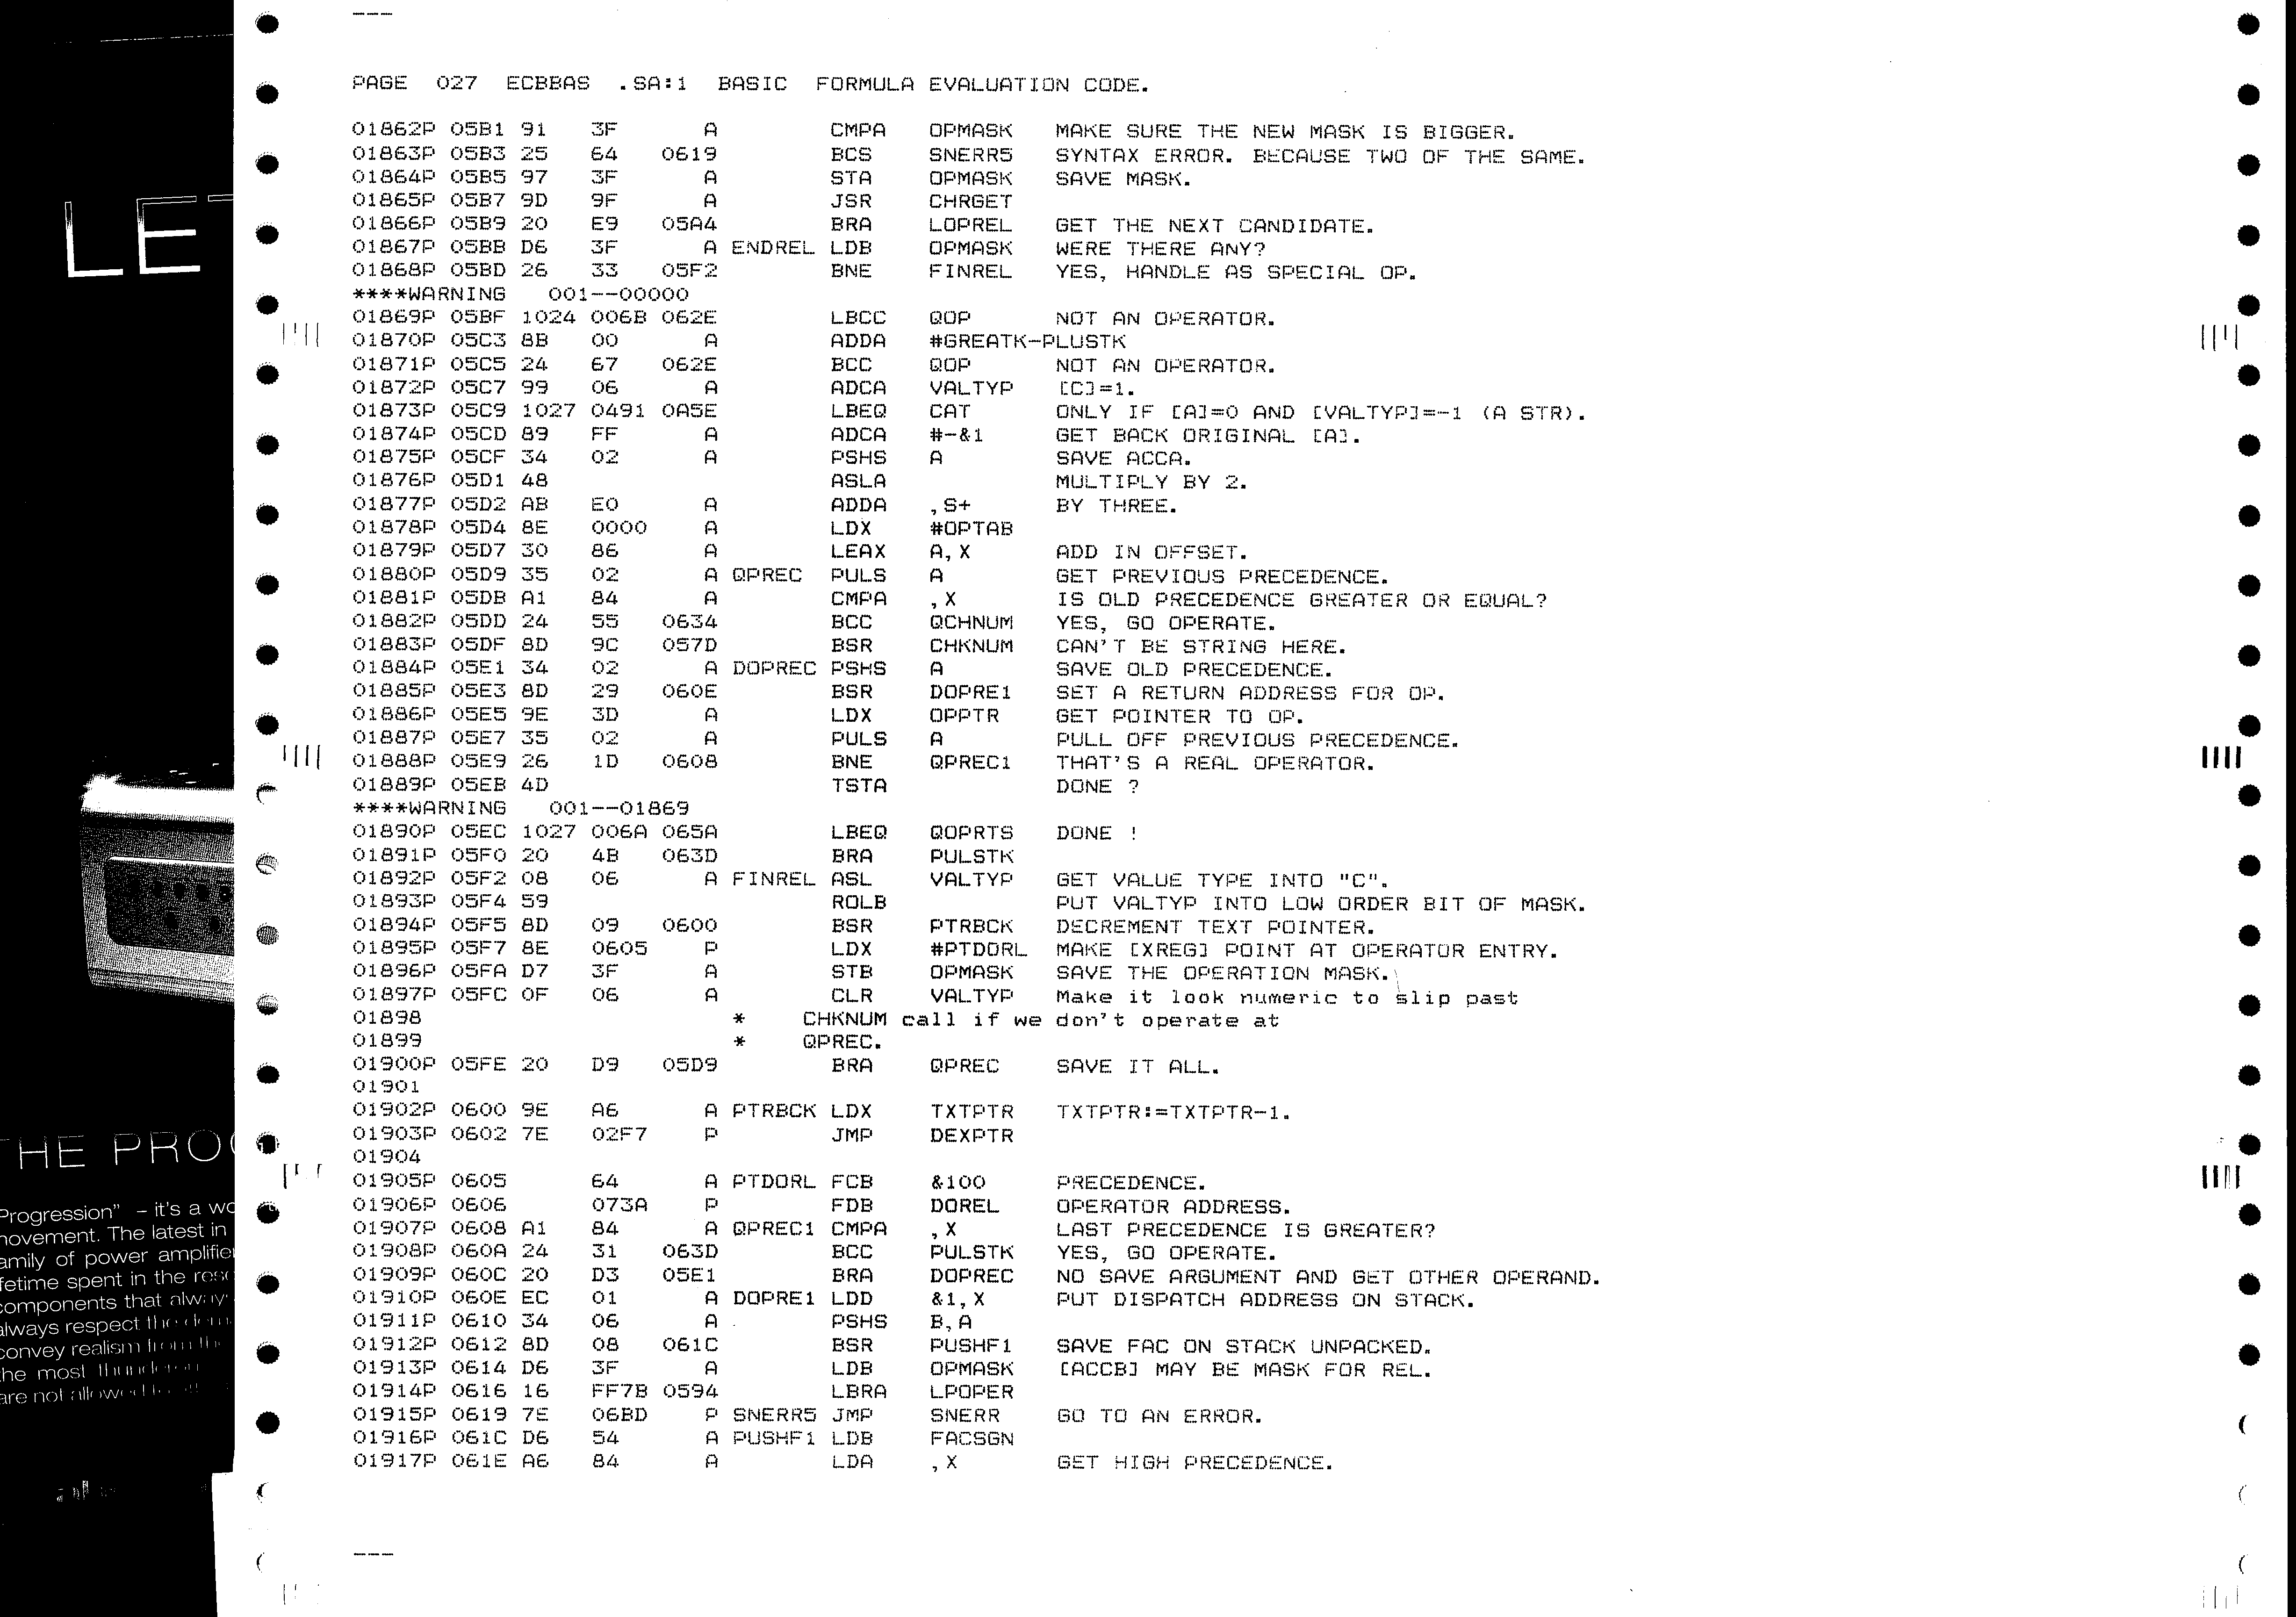 ---
PAGE 027 ECBBAS .SA:1 BASIC FORMULA EVALUATION CODE.
01862P 05B1 91 3F A CMPA OPMASK MAKE SURE THE NEW MASK IS BIGGER.
01863P 05B3 25 64 0619 BCS SNERR5 SYNTAX ERROR. BECAUSE TWO OF THE SAME.
01864P 05B5 97 3F A STA OPMASK SAVE MASK.
01865P 05B7 9D 9F A JSR CHRGET
01866P 05B9 20 E9 05A4 BRA LOPREL GET THE NEXT CANDIDATE.
01867P 05BB D6 3F A ENDREL LDB OPMASK WERE THERE ANY?
01868P 05BD 26 33 05F2 BNE FINREL YES, HANDLE AS SPECIAL OP.
****WARNING 001--00000
01869P 05BF 1024 006B 062E LBCC QOP NOT AN OPERATOR.
01870P 05C3 8B 00 A ADDA #GREATK-PLUSTK
01871P 05C5 24 67 062E BCC QOP NOT AN OPERATOR.
01872P 05C7 99 06 A ADCA VALTYP [C]=1.
01873P 05C9 1027 0491 0A5E LBEQ CAT ONLY IF [A]=0 AND [VALTYP]=-1 (A STR).
01874P 05CD 89 FF A ADCA #-&1 GET BACK ORIGINAL [A].
01875P 05CF 34 02 A PSHS A SAVE ACCA.
01876P 05D1 48 ASLA MULTIPLY BY 2.
01877P 05D2 AB E0 A ADDA ,S+ BY THREE.
01878P 05D4 8E 0000 A LDX #OPTAB
01879P 05D7 30 86 A LEAX A,X ADD IN OFFSET.
01880P 05D9 35 02 A QPREC PULS A GET PREVIOUS PRECEDENCE.
01881P 05DB A1 84 A CMPA ,X IS OLD PRECEDENCE GREATER OR EQUAL?
01882P 05DD 24 55 0634 BCC QCHNUM YES, GO OPERATE.
01883P 05DF 8D 9C 057D BSR CHKNUM CAN'T BE STRING HERE.
01884P 05E1 34 02 A DOPREC PSHS A SAVE OLD PRECEDENCE.
01885P 05E3 8D 29 060E BSR DOPRE1 SET A RETURN ADDRESS FOR OP.
01886P 05E5 9E 3D A LDX OPPTR GET POINTER TO OP.
01887P 05E7 35 02 A PULS A PULL OFF PREVIOUS PRECEDENCE.
01888P 05E9 26 1D 0608 BNE QPREC1 THAT'S A REAL OPERATOR.
01889P 05EB 4D TSTA DONE ?
****WARNING 001--01869
01890P 05EC 1027 006A 065A LBEQ QOPRTS DONE !
01891P 05F0 20 4B 063D BRA PULSTK
01892P 05F2 08 06 A FINREL ASL VALTYP GET VALUE TYPE INTO "C".
01893P 05F4 59 ROLB PUT VALTYP INTO LOW ORDER BIT OF MASK.
01894P 05F5 8D 09 0600 BSR PTRBCK DECREMENT TEXT POINTER.
01895P 05F7 8E 0605 P LDX #PTDORL MAKE [XREG] POINT AT OPERATOR ENTRY.
01896P 05FA D7 3F A STB OPMASK SAVE THE OPERATION MASK.
01897P 05FC 0F 06 A CLR VALTYP Make it look numeric to slip past
01898 * CHKNUM call if we don't operate at
01899 * QPREC.
01900P 05FE 20 D9 05D9 BRA QPREC SAVE IT ALL.
01901
01902P 0600 9E A6 A PTRBCK LDX TXTPTR TXTPTR:=TXTPTR-1.
01903P 0602 7E 02F7 P JMP DEXPTR
01904
01905P 0605 64 A PTDORL FCB &100 PRECEDENCE.
01906P 0606 073A P FDB DOREL OPERATOR ADDRESS.
01907P 0608 A1 84 A QPREC1 CMPA ,X LAST PRECEDENCE IS GREATER?
01908P 060A 24 31 063D BCC PULSTK YES, GO OPERATE.
01909P 060C 20 D3 05E1 BRA DOPREC NO SAVE ARGUMENT AND GET OTHER OPERAND.
01910P 060E EC 01 A DOPRE1 LDD &1,X PUT DISPATCH ADDRESS ON STACK.
01911P 0610 34 06 A PSHS B,A
01912P 0612 8D 08 061C BSR PUSHF1 SAVE FAC ON STACK UNPACKED.
01913P 0614 D6 3F A LDB OPMASK [ACCB] MAY BE MASK FOR REL.
01914P 0616 16 FF7B 0594 LBRA LPOPER
01915P 0619 7E 06BD P SNERR5 JMP SNERR GO TO AN ERROR.
01916P 061C D6 54 A PUSHF1 LDB FACSGN
01917P 061E A6 84 A LDA ,X GET HIGH PRECEDENCE.
---
LET
THE PROG
Progression" – it's a wo
novement. The latest in
amily of power amplifie
fetime spent in the
components that
always respect
convey realism
the most
are not allowed